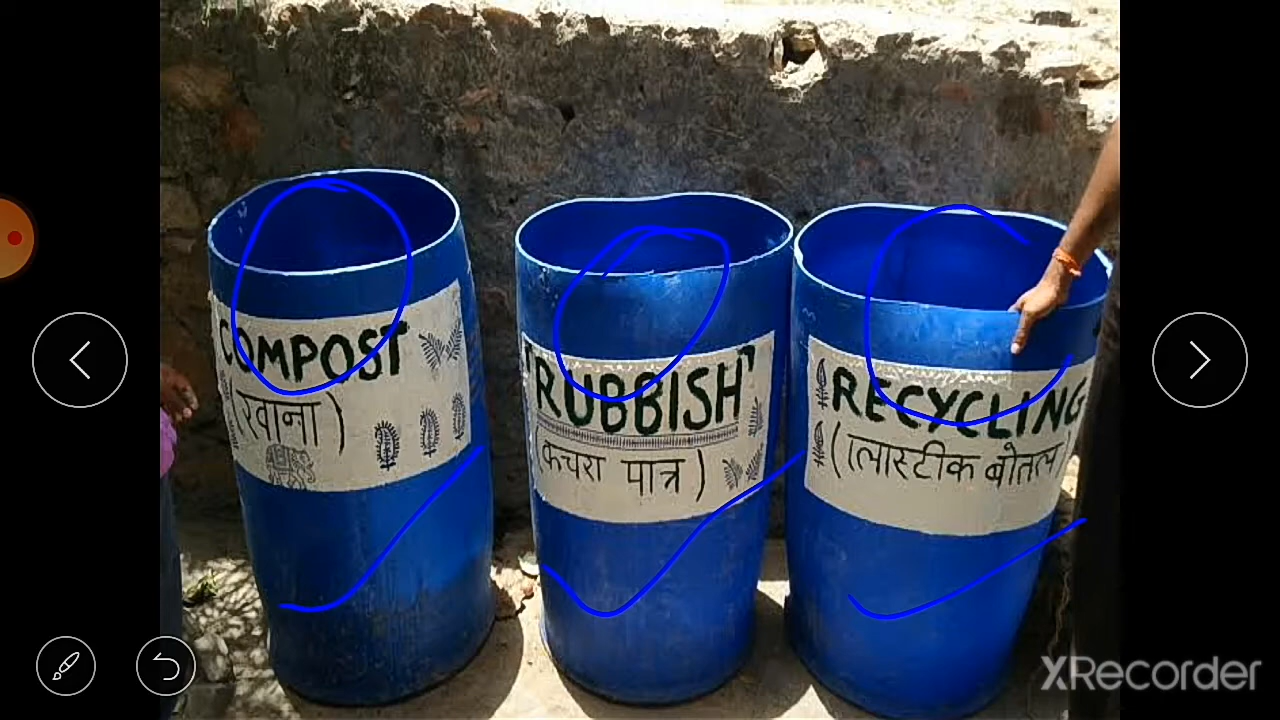 COMPOST
(खाना)
"RUBBISH"
(कचरा पात्र)
RECYCLING
(प्लास्टीक बोतल)
XRecorder